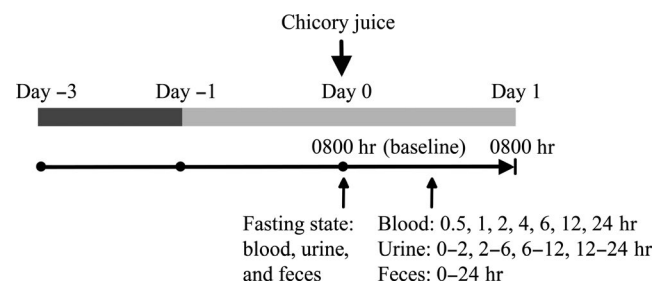 Chicory juice
Day −3 Day −1 Day 0 Day 1
0800 hr (baseline) 0800 hr
Fasting state:
blood, urine,
and feces
Blood: 0.5, 1, 2, 4, 6, 12, 24 hr
Urine: 0−2, 2−6, 6−12, 12−24 hr
Feces: 0−24 hr